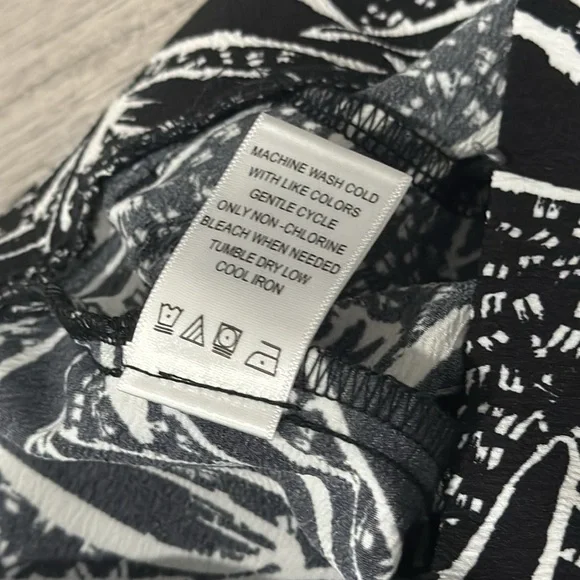 MACHINE WASH COLD
WITH LIKE COLORS
GENTLE CYCLE
ONLY NON-CHLORINE
BLEACH WHEN NEEDED
TUMBLE DRY LOW
COOL IRON